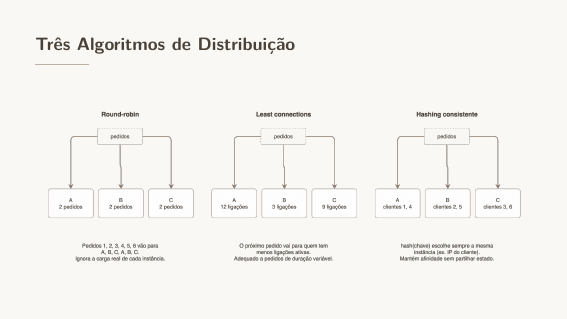 Três Algoritmos de Distribuição
Round-robin
pedidos
A
2 pedidos
B
2 pedidos
C
2 pedidos
Pedidos 1, 2, 3, 4, 5, 6 vão para
A, B, C, A, B, C.
Ignora a carga real de cada instância.
Least connections
pedidos
A
12 ligações
B
3 ligações
C
9 ligações
O próximo pedido vai para quem tem
menos ligações ativas.
Adequado a pedidos de duração variável.
Hashing consistente
pedidos
A
clientes 1, 4
B
clientes 2, 5
C
clientes 3, 6
hash(chave) escolhe sempre a mesma
instância (ex. IP do cliente).
Mantém afinidade sem partilhar estado.